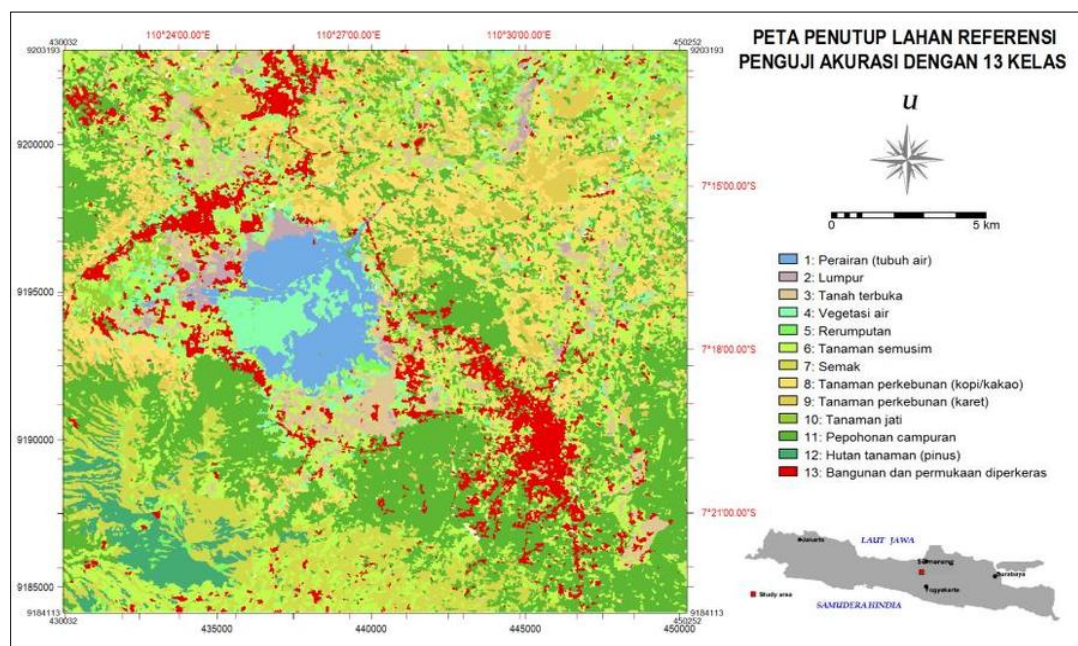 PETA PENUTUP LAHAN REFERENSI
PENGUJI AKURASI DENGAN 13 KELAS
u
0 5 km
1: Perairan (tubuh air)
2: Lumpur
3: Tanah terbuka
4: Vegetasi air
5: Rerumputan
6: Tanaman semusim
7: Semak
8: Tanaman perkebunan (kopi/kakao)
9: Tanaman perkebunan (karet)
10: Tanaman jati
11: Pepohonan campuran
12: Hutan tanaman (pinus)
13: Bangunan dan permukaan diperkeras
430032 110°24'00.00"E 110°27'00.00"E 110°30'00.00"E 450252
9203193 9203193
9200000
7°15'00.00"S
9195000
7°18'00.00"S
9190000
7°21'00.00"S
9185000
9184113 9184113
430032 435000 440000 445000 450000 450252
LAUT JAWA
Jakarta
Semarang
Surabaya
Yogyakarta
Study area
SAMUDERA HINDIA